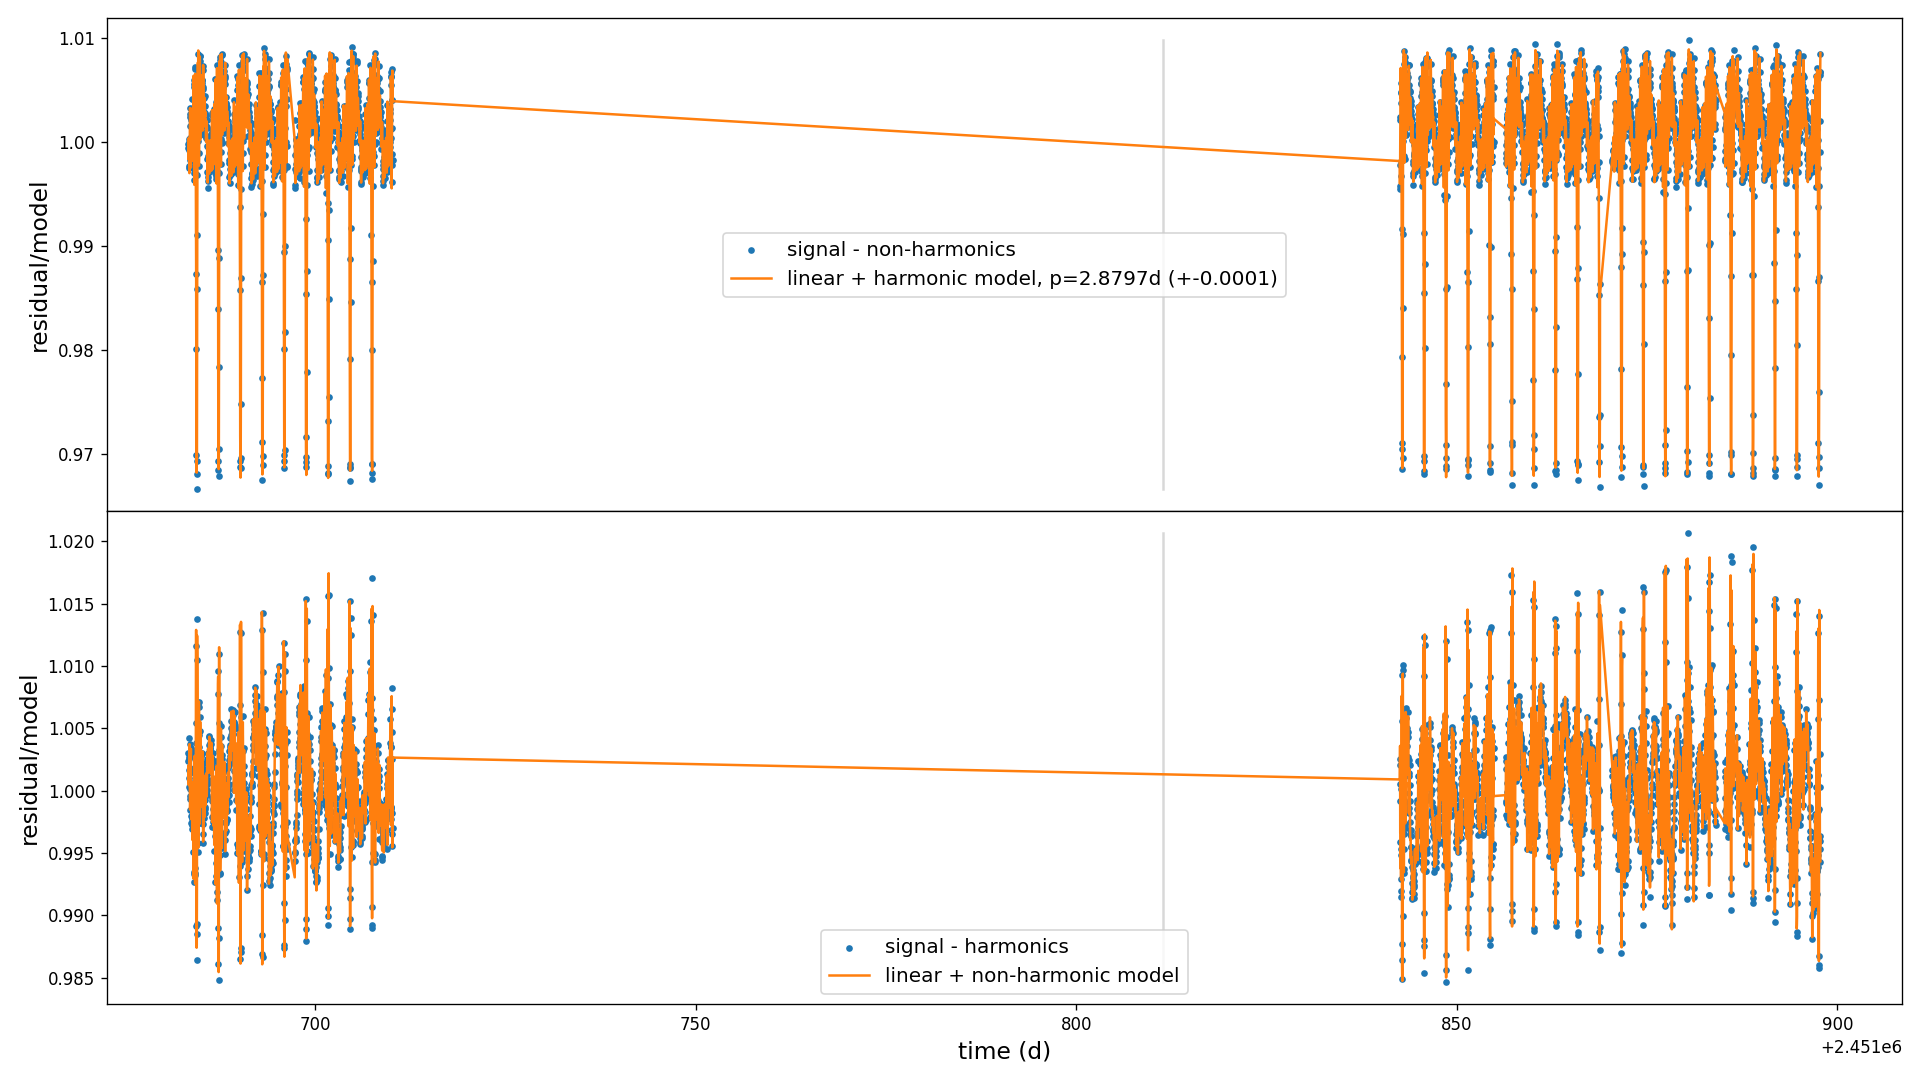 1.01
1.00
0.99
0.98
0.97
residual/model
signal - non-harmonics
linear + harmonic model, p=2.8797d (+-0.0001)
1.020
1.015
1.010
1.005
1.000
0.995
0.990
0.985
residual/model
signal - harmonics
linear + non-harmonic model
700 750 800 850 900
time (d)
+2.451e6